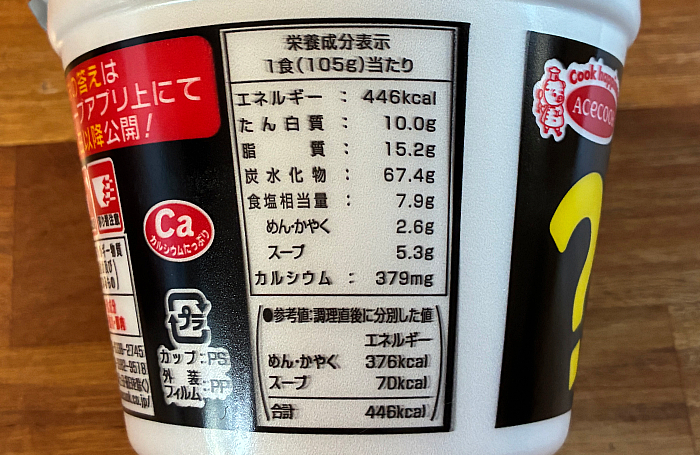 答えは
アプリ上にて
以降公開!
Ca
カルシウムたっぷり
プラ
カップ:PS
外装
フィルム:PP
栄養成分表示
1食(105g)当たり
エネルギー : 446kcal
たん白質 : 10.0g
脂質 : 15.2g
炭水化物 : 67.4g
食塩相当量 : 7.9g
めん・かやく 2.6g
スープ 5.3g
カルシウム : 379mg
●参考値:調理直後に分別した値
エネルギー
めん・かやく 376kcal
スープ 70kcal
合計 446kcal
Cook
Acecook
?